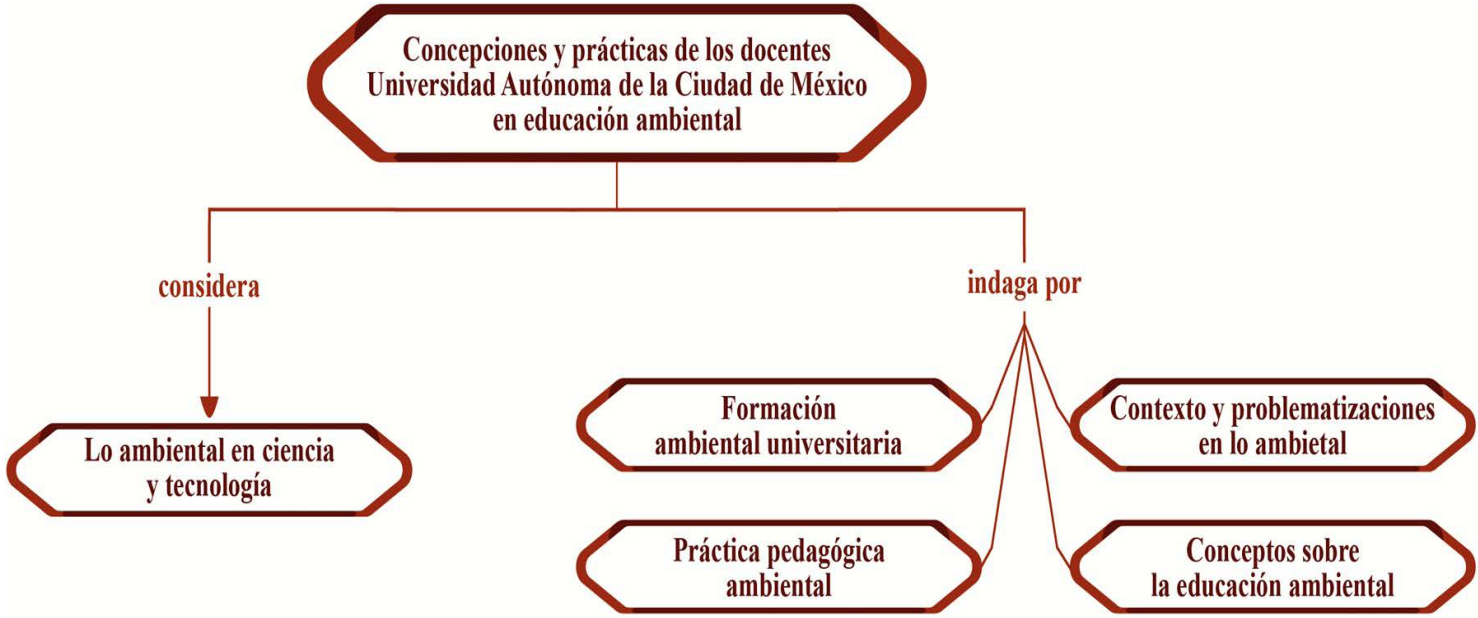 Concepciones y prácticas de los docentes
Universidad Autónoma de la Ciudad de México
en educación ambiental
considera
indaga por
Lo ambiental en ciencia
y tecnología
Formación
ambiental universitaria
Contexto y problematizaciones
en lo ambietal
Práctica pedagógica
ambiental
Conceptos sobre
la educación ambiental